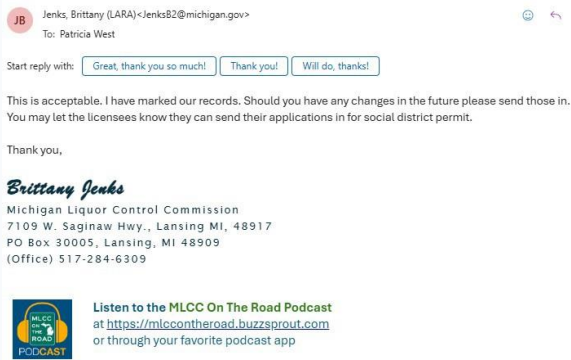 JB
Jenks, Brittany (LARA)<JenksB2@michigan.gov>
To: Patricia West
Start reply with:
Great, thank you so much!
Thank you!
Will do, thanks!
This is acceptable. I have marked our records. Should you have any changes in the future please send those in.
You may let the licensees know they can send their applications in for social district permit.
Thank you,
Brittany Jenks
Michigan Liquor Control Commission
7109 W. Saginaw Hwy., Lansing MI, 48917
PO Box 30005, Lansing, MI 48909
(Office) 517-284-6309
MLCC
ON THE
ROAD
PODCAST
Listen to the MLCC On The Road Podcast
at https://mlccontheroad.buzzsprout.com
or through your favorite podcast app